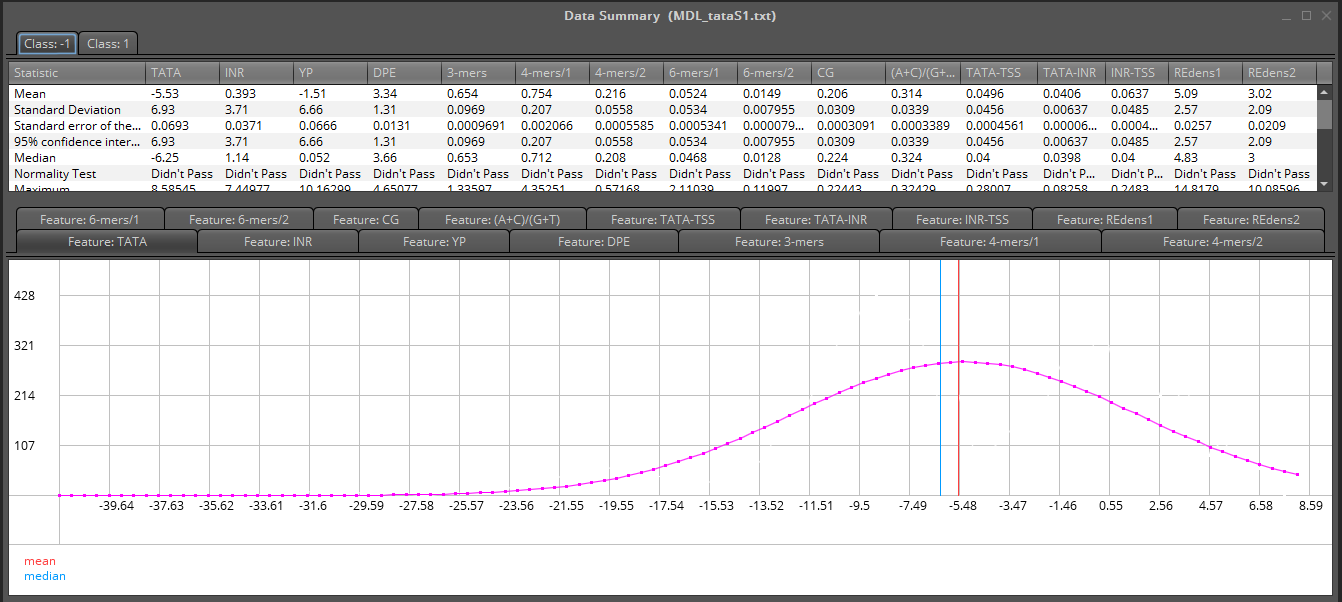 Data Summary (MDL_tataS1.txt)
Class: -1 Class: 1
Statistic TATA INR YP DPE 3-mers 4-mers/1 4-mers/2 6-mers/1 6-mers/2 CG (A+C)/(G+... TATA-TSS TATA-INR INR-TSS REdens1 REdens2
Mean -5.53 0.393 -1.51 3.34 0.654 0.754 0.216 0.0524 0.0149 0.206 0.314 0.0496 0.0406 0.0637 5.09 3.02
Standard Deviation 6.93 3.71 6.66 1.31 0.0969 0.207 0.0558 0.0534 0.007955 0.0309 0.0339 0.0456 0.00637 0.0485 2.57 2.09
Standard error of the... 0.0693 0.0371 0.0666 0.0131 0.0009691 0.002066 0.0005585 0.0005341 0.000079... 0.0003091 0.0003389 0.0004561 0.00006... 0.0004... 0.0257 0.0209
95% confidence inter... 6.93 3.71 6.66 1.31 0.0969 0.207 0.0558 0.0534 0.007955 0.0309 0.0339 0.0456 0.00637 0.0485 2.57 2.09
Median -6.25 1.14 0.052 3.66 0.653 0.712 0.208 0.0468 0.0128 0.224 0.324 0.04 0.0398 0.04 4.83 3
Normality Test Didn't Pass Didn't Pass Didn't Pass Didn't Pass Didn't Pass Didn't Pass Didn't Pass Didn't Pass Didn't Pass Didn't Pass Didn't Pass Didn't Pass Didn't Pass Didn't P... Didn't Pass Didn't Pass
Maximum 8.58545 7.44977 10.16299 4.65077 1.33597 4.35251 0.57168 2.11039 0.11997 0.22443 0.32429 0.28007 0.08258 0.2483 14.8179 10.08596
Feature: 6-mers/1 Feature: 6-mers/2 Feature: CG Feature: (A+C)/(G+T) Feature: TATA-TSS Feature: TATA-INR Feature: INR-TSS Feature: REdens1 Feature: REdens2
Feature: TATA Feature: INR Feature: YP Feature: DPE Feature: 3-mers Feature: 4-mers/1 Feature: 4-mers/2
428
321
214
107
-39.64 -37.63 -35.62 -33.61 -31.6 -29.59 -27.58 -25.57 -23.56 -21.55 -19.55 -17.54 -15.53 -13.52 -11.51 -9.5 -7.49 -5.48 -3.47 -1.46 0.55 2.56 4.57 6.58 8.59
mean
median